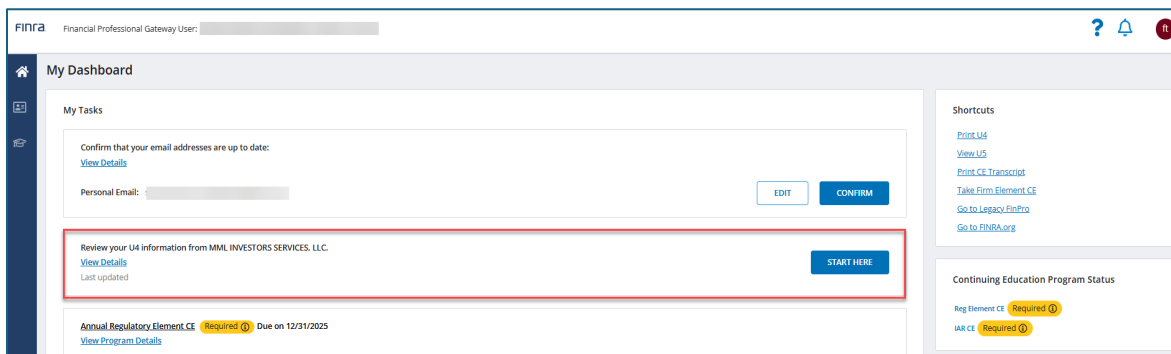 FINRA
Financial Professional Gateway User:
?
ft
My Dashboard
My Tasks
Confirm that your email addresses are up to date:
View Details
Personal Email:
EDIT
CONFIRM
Review your U4 information from MML INVESTORS SERVICES, LLC.
View Details
Last updated
START HERE
Annual Regulatory Element CE Required Due on 12/31/2025
View Program Details
Shortcuts
Print U4
View U5
Print CE Transcript
Take Firm Element CE
Go to Legacy FinPro
Go to FINRA.org
Continuing Education Program Status
Reg Element CE Required
IAR CE Required